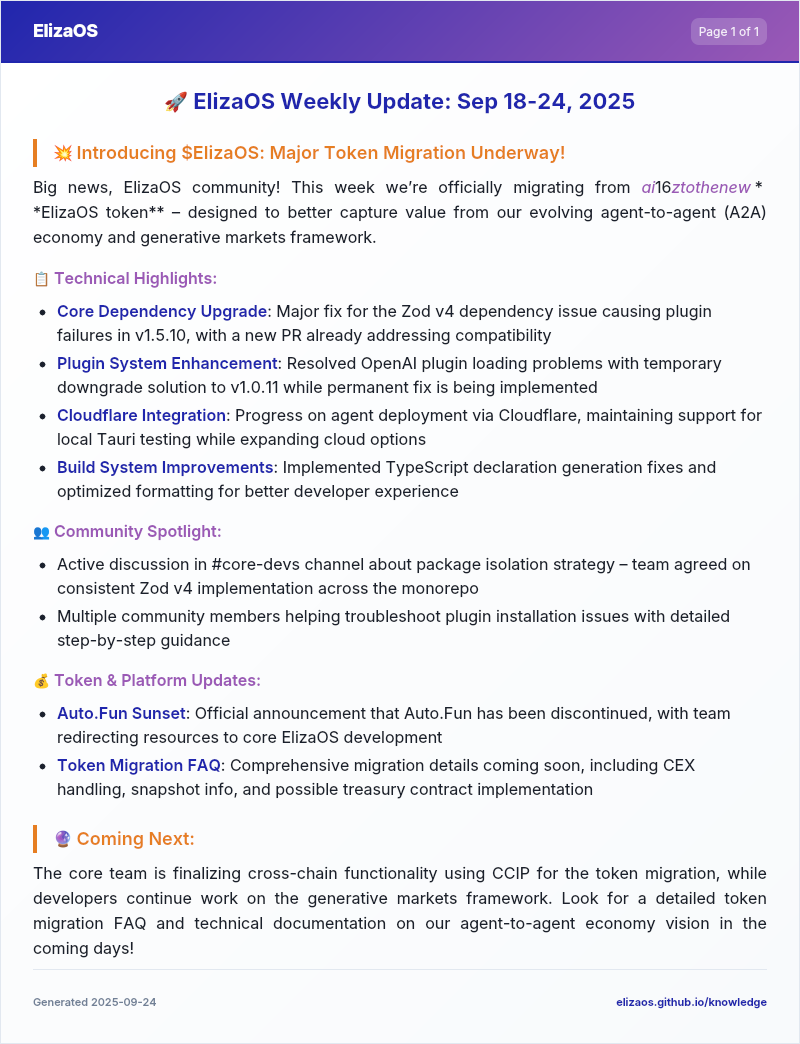 ElizaOS
Page 1 of 1
🚀 ElizaOS Weekly Update: Sep 18-24, 2025
💥 Introducing $ElizaOS: Major Token Migration Underway!
Big news, ElizaOS community! This week we're officially migrating from ai16ztothenew *
*ElizaOS token** – designed to better capture value from our evolving agent-to-agent (A2A)
economy and generative markets framework.
📋 Technical Highlights:
• Core Dependency Upgrade: Major fix for the Zod v4 dependency issue causing plugin
failures in v1.5.10, with a new PR already addressing compatibility
• Plugin System Enhancement: Resolved OpenAI plugin loading problems with temporary
downgrade solution to v1.0.11 while permanent fix is being implemented
• Cloudflare Integration: Progress on agent deployment via Cloudflare, maintaining support for
local Tauri testing while expanding cloud options
• Build System Improvements: Implemented TypeScript declaration generation fixes and
optimized formatting for better developer experience
👥 Community Spotlight:
• Active discussion in #core-devs channel about package isolation strategy – team agreed on
consistent Zod v4 implementation across the monorepo
• Multiple community members helping troubleshoot plugin installation issues with detailed
step-by-step guidance
💰 Token & Platform Updates:
• Auto.Fun Sunset: Official announcement that Auto.Fun has been discontinued, with team
redirecting resources to core ElizaOS development
• Token Migration FAQ: Comprehensive migration details coming soon, including CEX
handling, snapshot info, and possible treasury contract implementation
🔮 Coming Next:
The core team is finalizing cross-chain functionality using CCIP for the token migration, while
developers continue work on the generative markets framework. Look for a detailed token
migration FAQ and technical documentation on our agent-to-agent economy vision in the
coming days!
Generated 2025-09-24
elizaos.github.io/knowledge